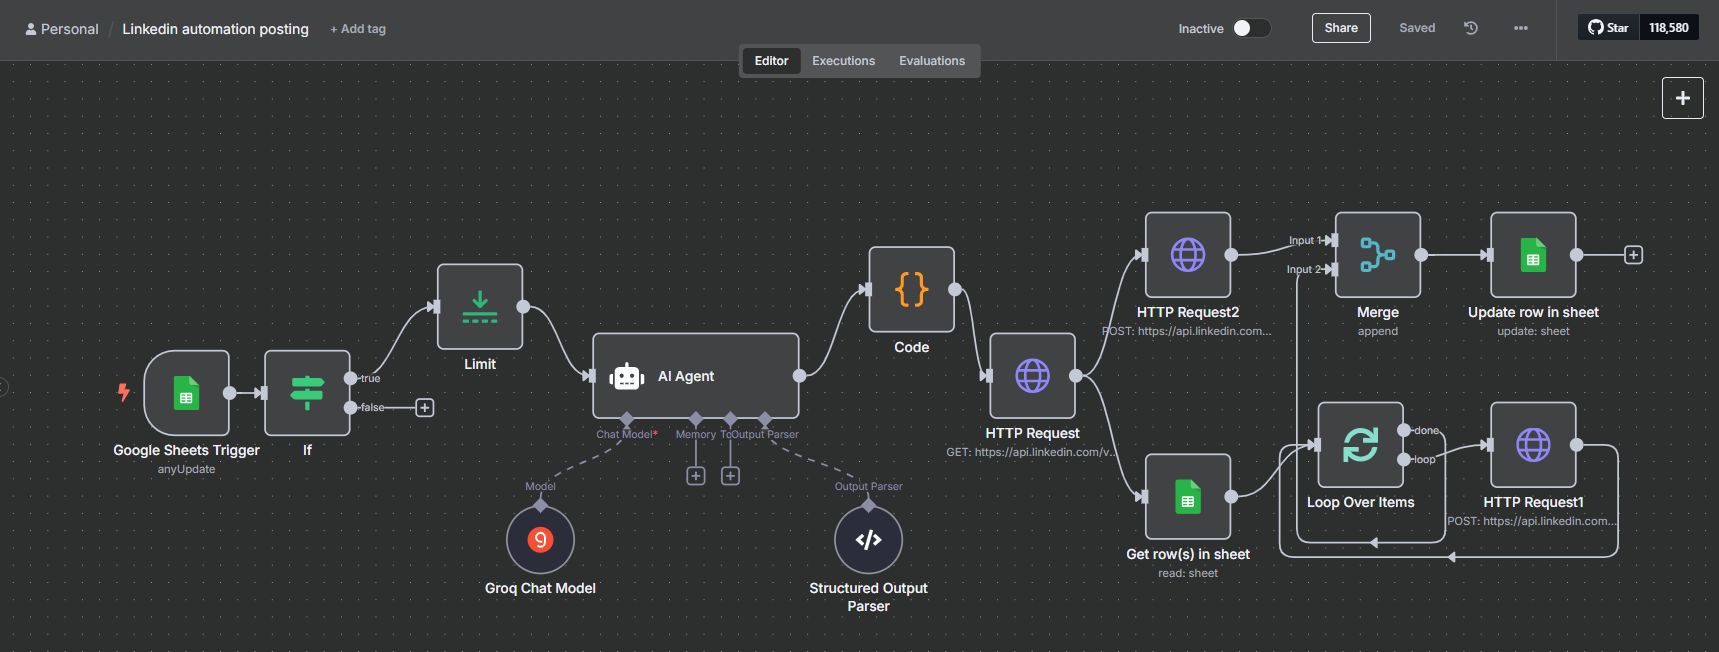 Personal / Linkedin automation posting + Add tag
Inactive
Share
Saved
Star 118,580
Editor Executions Evaluations
Google Sheets Trigger
anyUpdate
If
true
false
Limit
AI Agent
Chat Model*
Memory
To
Output Parser
Model
Groq Chat Model
Output Parser
Structured Output
Parser
Code
HTTP Request
GET: https://api.linkedin.com/v...
HTTP Request2
POST: https://api.linkedin.com...
Get row(s) in sheet
read: sheet
Input 1
Input 2
Merge
append
Update row in sheet
update: sheet
done
loop
Loop Over Items
HTTP Request1
POST: https://api.linkedin.com...